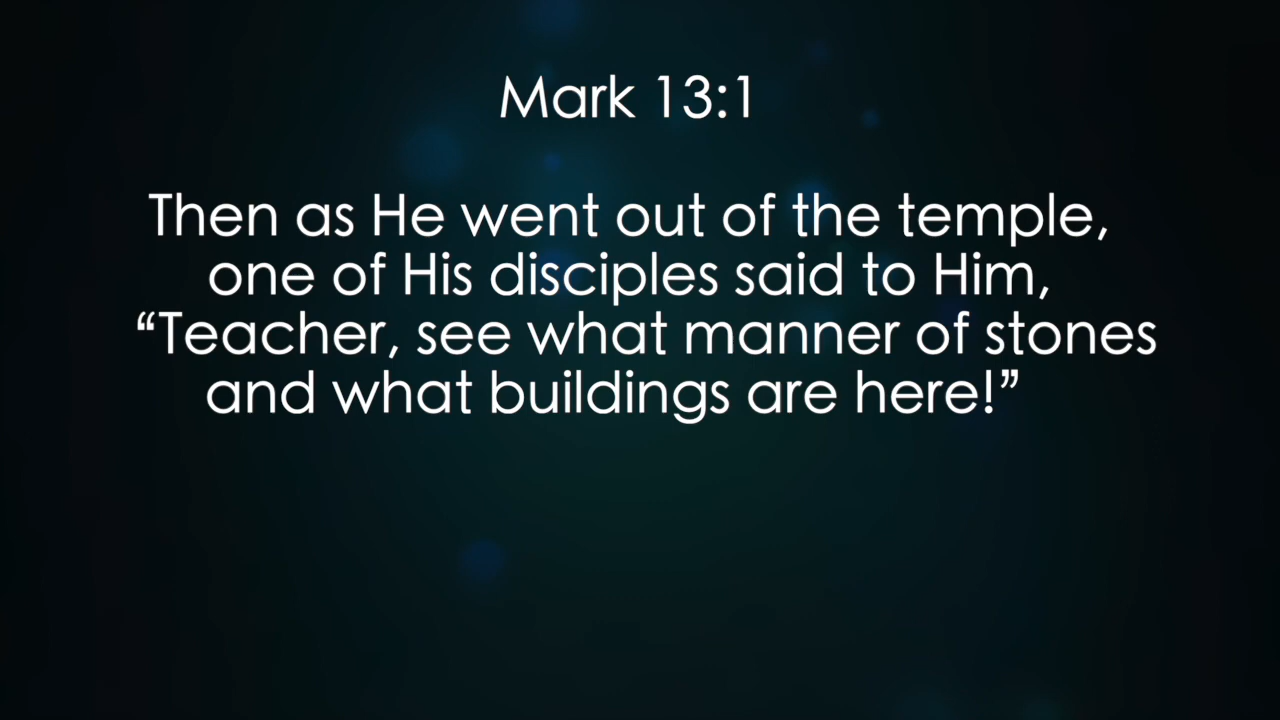 Mark 13:1
Then as He went out of the temple,
one of His disciples said to Him,
“Teacher, see what manner of stones
and what buildings are here!”